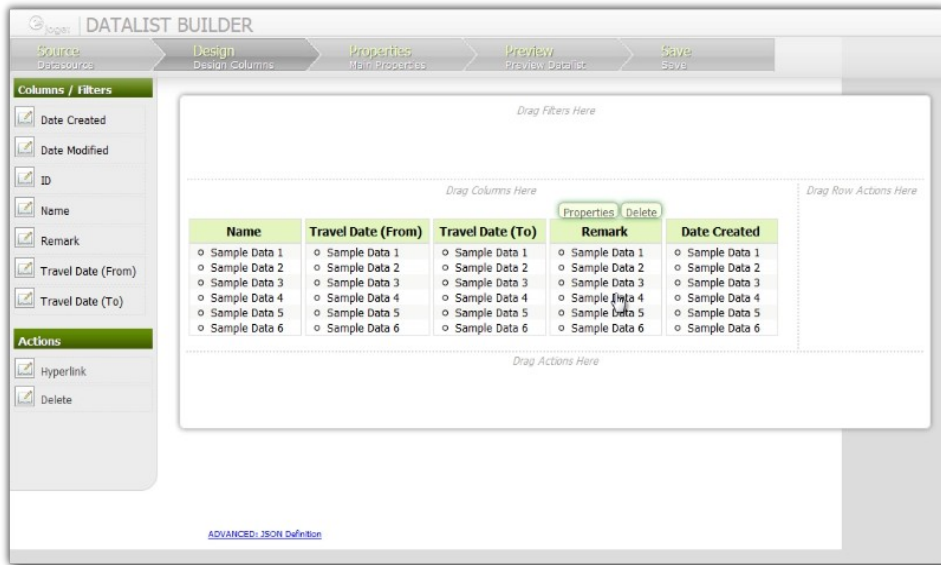 joget | DATALIST BUILDER
Source Design Properties Preview Save
Datasource Design Columns Main Properties Preview Datalist Save
Columns / Filters
Date Created
Date Modified
ID
Name
Remark
Travel Date (From)
Travel Date (To)
Actions
Hyperlink
Delete
Drag Filters Here
Drag Columns Here
Drag Row Actions Here
Properties Delete
Name Travel Date (From) Travel Date (To) Remark Date Created
Sample Data 1 Sample Data 1 Sample Data 1 Sample Data 1 Sample Data 1
Sample Data 2 Sample Data 2 Sample Data 2 Sample Data 2 Sample Data 2
Sample Data 3 Sample Data 3 Sample Data 3 Sample Data 3 Sample Data 3
Sample Data 4 Sample Data 4 Sample Data 4 Sample Data 4 Sample Data 4
Sample Data 5 Sample Data 5 Sample Data 5 Sample Data 5 Sample Data 5
Sample Data 6 Sample Data 6 Sample Data 6 Sample Data 6 Sample Data 6
Drag Actions Here
ADVANCED: JSON Definition